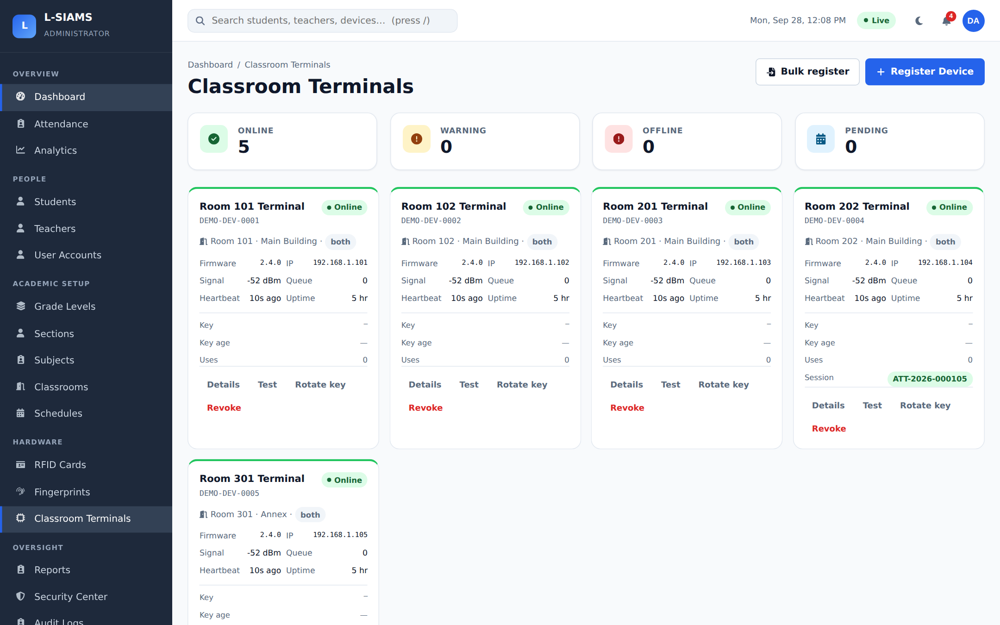 L
L-SIAMS
ADMINISTRATOR
OVERVIEW
Dashboard
Attendance
Analytics
PEOPLE
Students
Teachers
User Accounts
ACADEMIC SETUP
Grade Levels
Sections
Subjects
Classrooms
Schedules
HARDWARE
RFID Cards
Fingerprints
Classroom Terminals
OVERSIGHT
Reports
Security Center
Audit Logs
Search students, teachers, devices... (press /)
Mon, Sep 28, 12:08 PM
Live
4
DA
Dashboard / Classroom Terminals
Classroom Terminals
Bulk register
Register Device
ONLINE
5
WARNING
0
OFFLINE
0
PENDING
0
Room 101 Terminal Online
DEMO-DEV-0001
Room 101 · Main Building · both
Firmware 2.4.0 IP 192.168.1.101
Signal -52 dBm Queue 0
Heartbeat 10s ago Uptime 5 hr
Key –
Key age —
Uses 0
Details Test Rotate key
Revoke
Room 102 Terminal Online
DEMO-DEV-0002
Room 102 · Main Building · both
Firmware 2.4.0 IP 192.168.1.102
Signal -52 dBm Queue 0
Heartbeat 10s ago Uptime 5 hr
Key –
Key age —
Uses 0
Details Test Rotate key
Revoke
Room 201 Terminal Online
DEMO-DEV-0003
Room 201 · Main Building · both
Firmware 2.4.0 IP 192.168.1.103
Signal -52 dBm Queue 0
Heartbeat 10s ago Uptime 5 hr
Key –
Key age —
Uses 0
Details Test Rotate key
Revoke
Room 202 Terminal Online
DEMO-DEV-0004
Room 202 · Main Building · both
Firmware 2.4.0 IP 192.168.1.104
Signal -52 dBm Queue 0
Heartbeat 10s ago Uptime 5 hr
Key –
Key age —
Uses 0
Session ATT-2026-000105
Details Test Rotate key
Revoke
Room 301 Terminal Online
DEMO-DEV-0005
Room 301 · Annex · both
Firmware 2.4.0 IP 192.168.1.105
Signal -52 dBm Queue 0
Heartbeat 10s ago Uptime 5 hr
Key –
Key age —